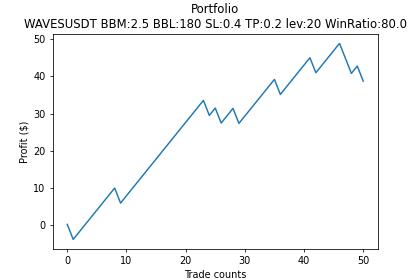 Portfolio
WAVESUSDT BBM:2.5 BBL:180 SL:0.4 TP:0.2 lev:20 WinRatio:80.0
50
40
30
20
10
0
Profit ($)
0 10 20 30 40 50
Trade counts